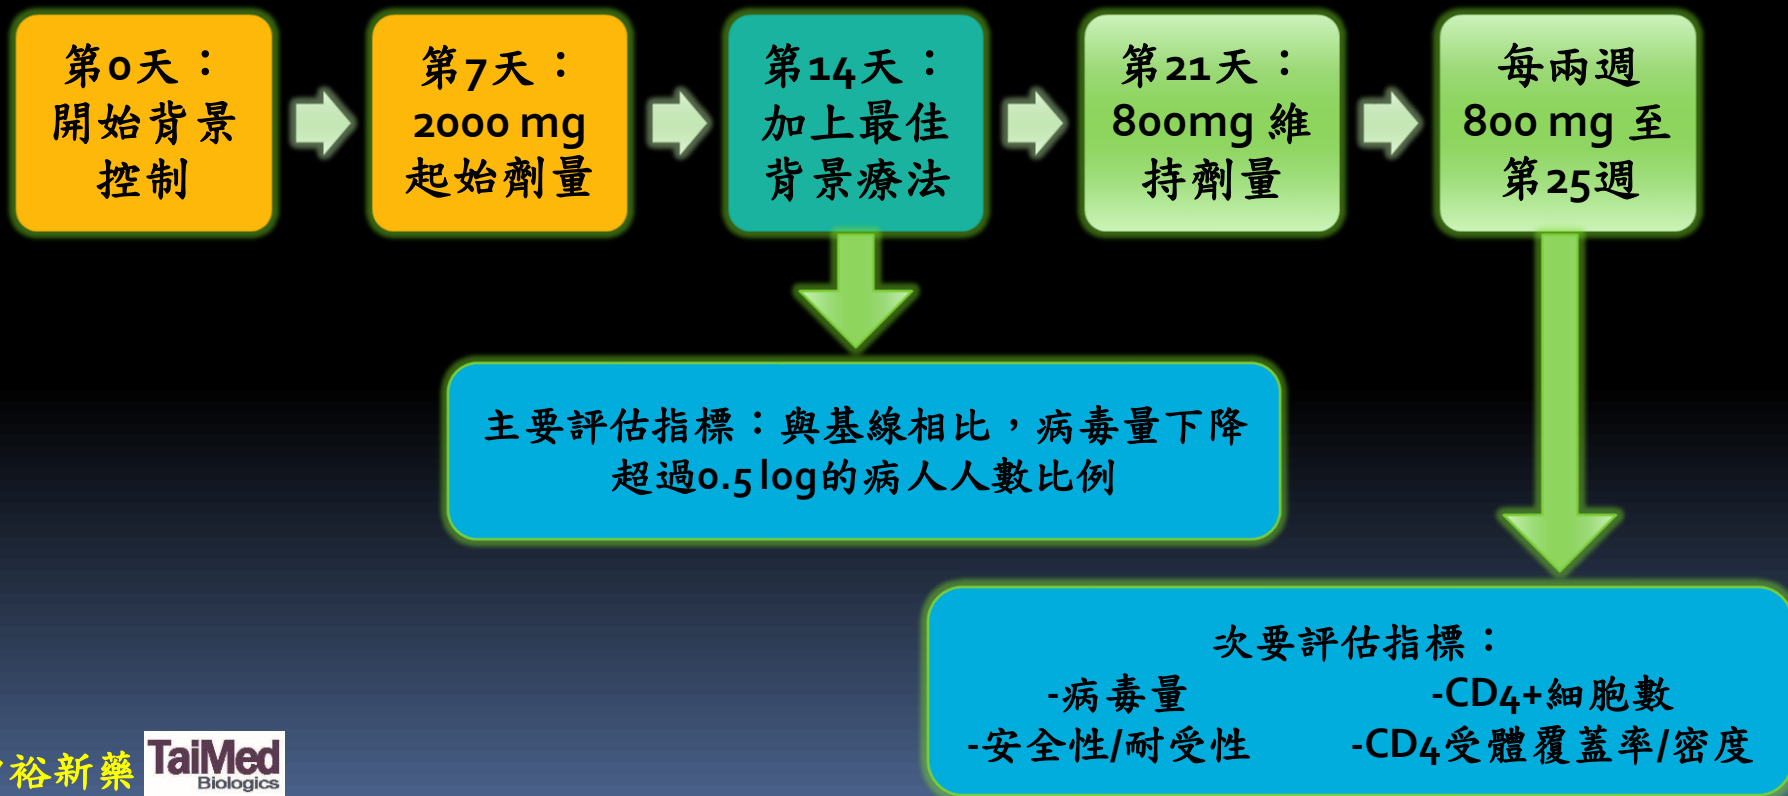 第0天：
開始背景
控制
第7天：
2000 mg
起始劑量
第14天：
加上最佳
背景療法
第21天：
800mg 維
持劑量
每兩週
800 mg 至
第25週
主要評估指標：與基線相比，病毒量下降
超過0.5 log的病人人數比例
次要評估指標：
-病毒量 -CD4+細胞數
-安全性/耐受性 -CD4受體覆蓋率/密度
裕新藥 TaiMed
Biologics